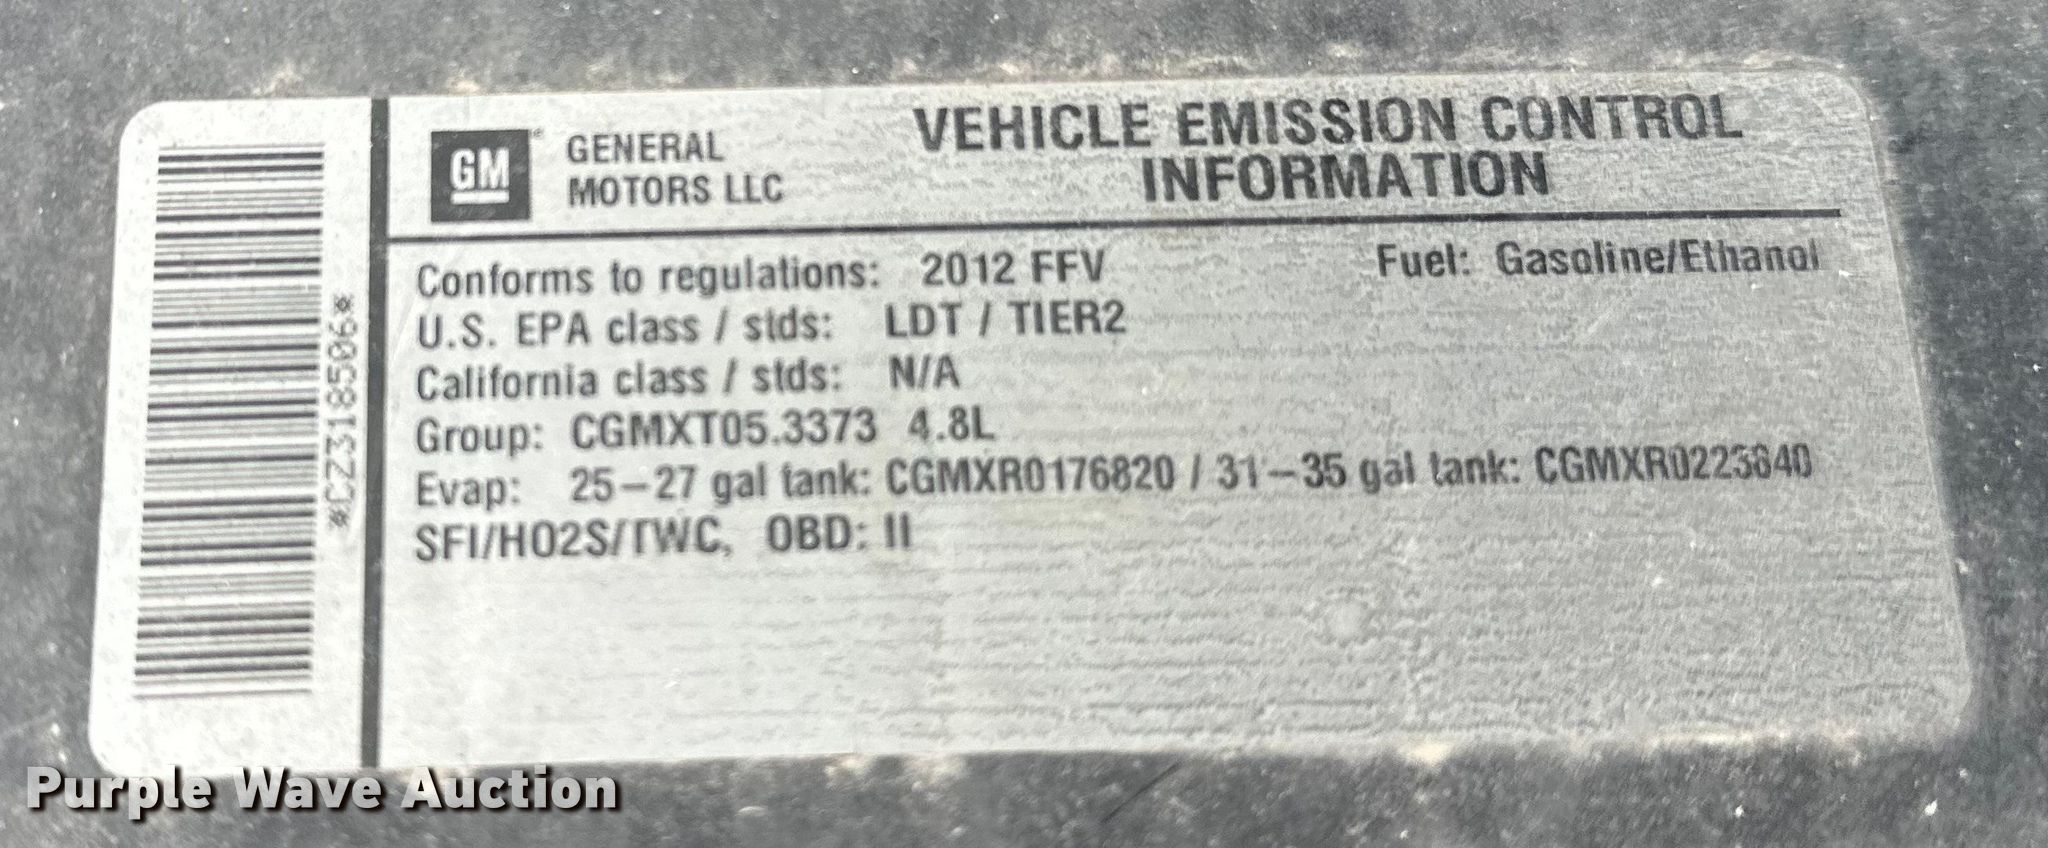 *CZ3185506*
GM
GENERAL
MOTORS LLC
VEHICLE EMISSION CONTROL
INFORMATION
Conforms to regulations: 2012 FFV Fuel: Gasoline/Ethanol
U.S. EPA class / stds: LDT / TIER2
California class / stds: N/A
Group: CGMXT05.3373 4.8L
Evap: 25-27 gal tank: CGMXR0176820 / 31-35 gal tank: CGMXR0223640
SFI/HO2S/TWC, OBD: II
Purple Wave Auction